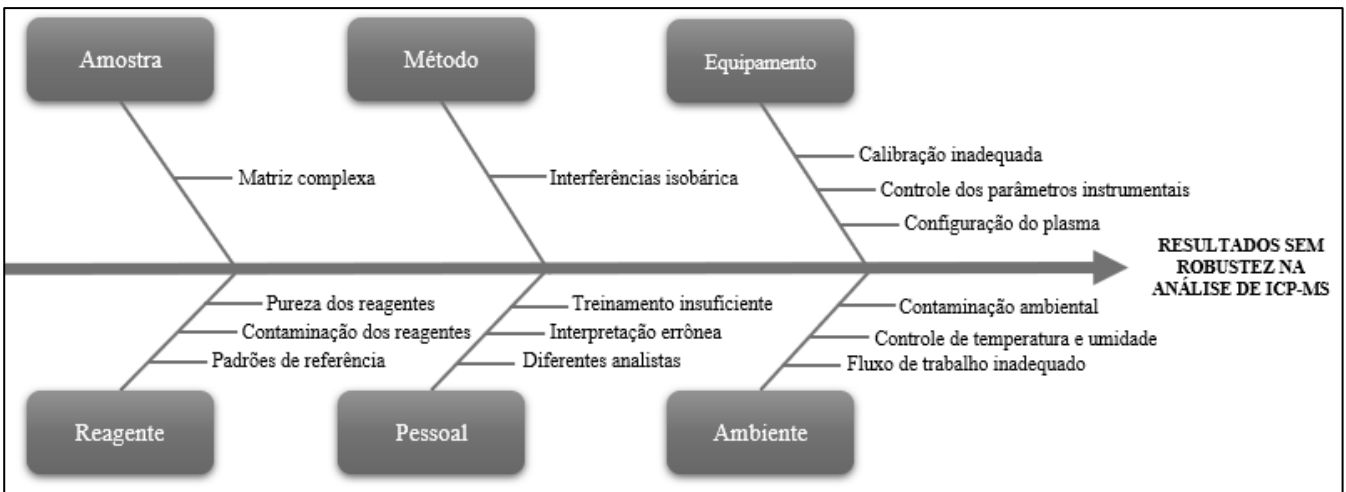 Amostra
Método
Equipamento
Matriz complexa
Interferências isobárica
Calibração inadequada
Controle dos parâmetros instrumentais
Configuração do plasma
RESULTADOS SEM
ROBUSTEZ NA
ANÁLISE DE ICP-MS
Pureza dos reagentes
Contaminação dos reagentes
Padrões de referência
Treinamento insuficiente
Interpretação errônea
Diferentes analistas
Contaminação ambiental
Controle de temperatura e umidade
Fluxo de trabalho inadequado
Reagente
Pessoal
Ambiente